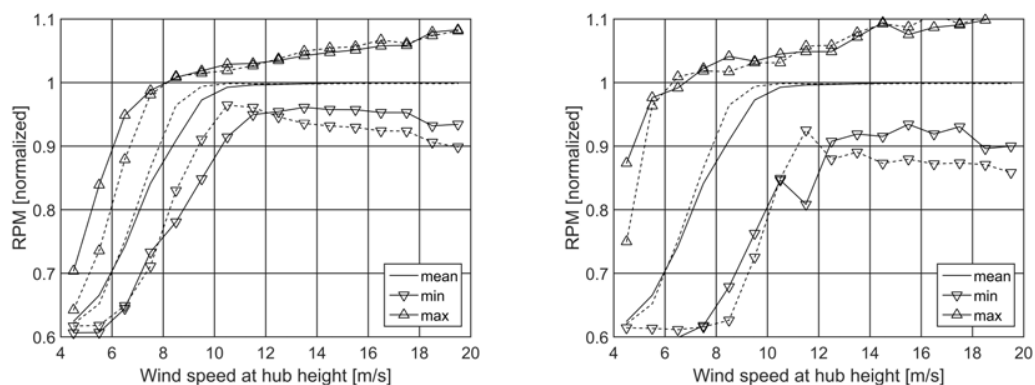 1.1
1
0.9
0.8
0.7
0.6
RPM [normalized]
mean
min
max
4 6 8 10 12 14 16 18 20
Wind speed at hub height [m/s]
1.1
1
0.9
0.8
0.7
0.6
RPM [normalized]
mean
min
max
4 6 8 10 12 14 16 18 20
Wind speed at hub height [m/s]